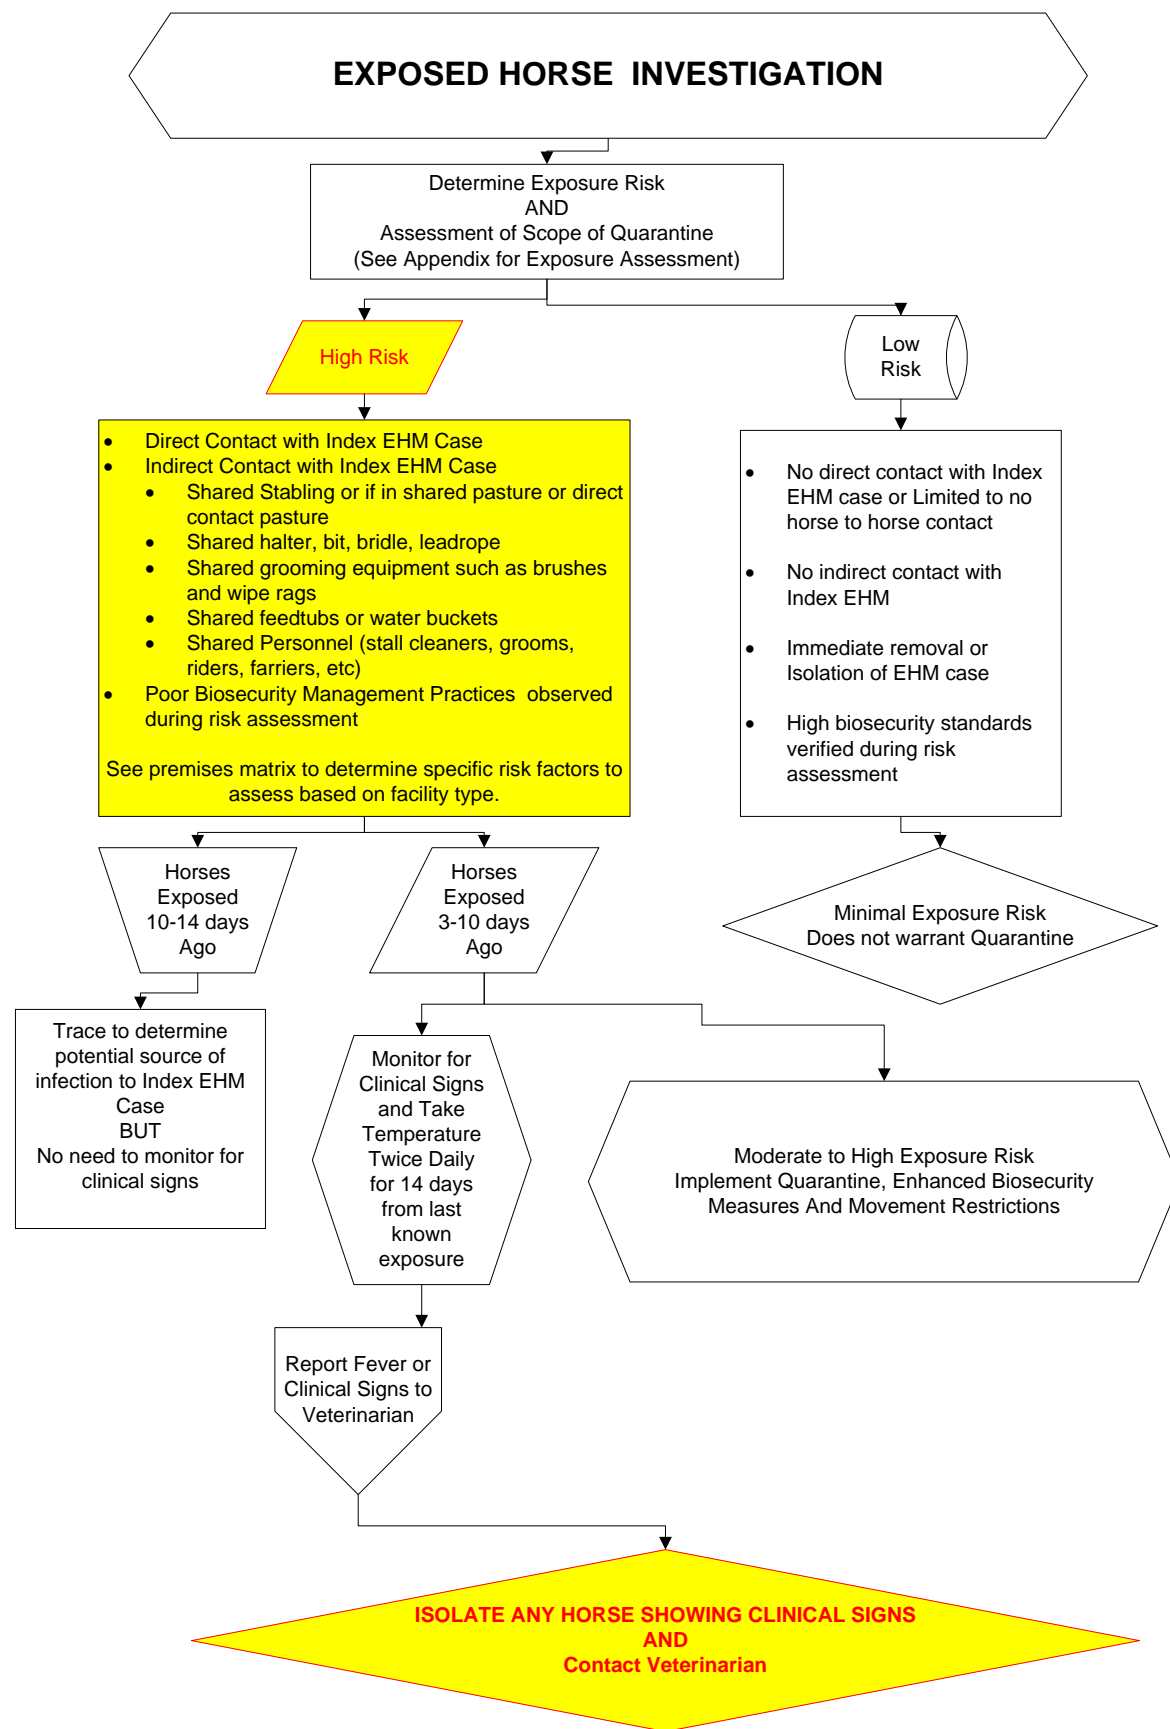 EXPOSED HORSE  INVESTIGATION
Determine Exposure Risk
AND
Assessment of Scope of Quarantine
(See Appendix for Exposure Assessment)
High Risk
Low
Risk
• Direct Contact with Index EHM Case
• Indirect Contact with Index EHM Case
• Shared Stabling or if in shared pasture or direct
contact pasture
• Shared halter, bit, bridle, leadrope
• Shared grooming equipment such as brushes
and wipe rags
• Shared feedtubs or water buckets
• Shared Personnel (stall cleaners, grooms,
riders, farriers, etc)
• Poor Biosecurity Management Practices  observed
during risk assessment
See premises matrix to determine specific risk factors to
assess based on facility type.
• No direct contact with Index
EHM case or Limited to no
horse to horse contact
• No indirect contact with
Index EHM
• Immediate removal or
Isolation of EHM case
• High biosecurity standards
verified during risk
assessment
Horses
Exposed
10-14 days
Ago
Horses
Exposed
3-10 days
Ago
Minimal Exposure Risk
Does not warrant Quarantine
Trace to determine
potential source of
infection to Index EHM
Case
BUT
No need to monitor for
clinical signs
Monitor for
Clinical Signs
and Take
Temperature
Twice Daily
for 14 days
from last
known
exposure
Moderate to High Exposure Risk
Implement Quarantine, Enhanced Biosecurity
Measures And Movement Restrictions
Report Fever or
Clinical Signs to
Veterinarian
ISOLATE ANY HORSE SHOWING CLINICAL SIGNS
AND
Contact Veterinarian